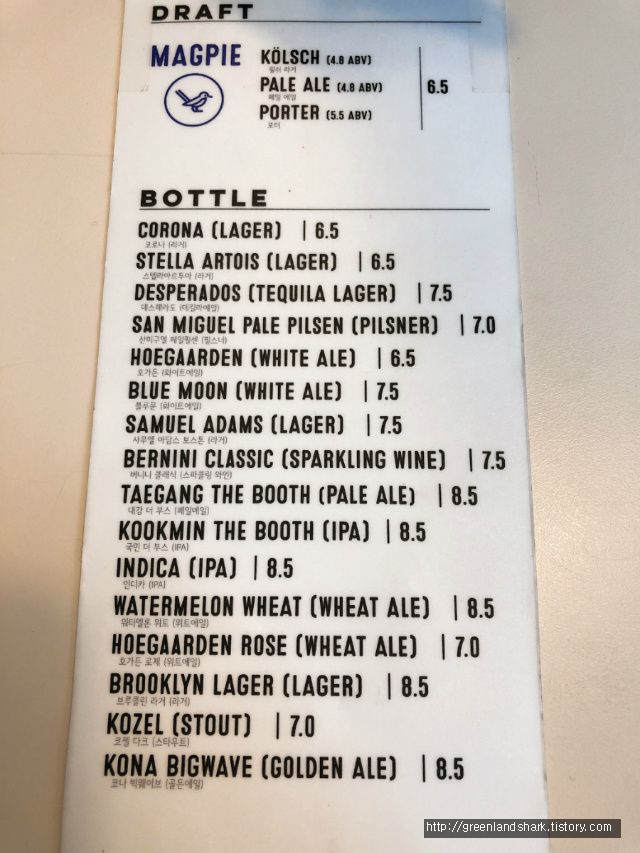 DRAFT
MAGPIE
KÖLSCH (4.8 ABV)
쾰쉬 라거
PALE ALE (4.8 ABV)
페일 에일
PORTER (5.5 ABV)
포터
6.5
BOTTLE
CORONA (LAGER) | 6.5
코로나 (라거)
STELLA ARTOIS (LAGER) | 6.5
스텔라아르투아 (라거)
DESPERADOS (TEQUILA LAGER) | 7.5
데스페라도 (데킬라에일)
SAN MIGUEL PALE PILSEN (PILSNER) | 7.0
산미구엘 페일필센 (필스너)
HOEGAARDEN (WHITE ALE) | 6.5
호가든 (화이트에일)
BLUE MOON (WHITE ALE) | 7.5
블루문 (화이트에일)
SAMUEL ADAMS (LAGER) | 7.5
사무엘 아담스 보스톤 (라거)
BERNINI CLASSIC (SPARKLING WINE) | 7.5
버니니 클래식 (스파클링 와인)
TAEGANG THE BOOTH (PALE ALE) | 8.5
대강 더 부스 (페일에일)
KOOKMIN THE BOOTH (IPA) | 8.5
국민 더 부스 (IPA)
INDICA (IPA) | 8.5
인디카 (IPA)
WATERMELON WHEAT (WHEAT ALE) | 8.5
워터멜론 위트 (위트에일)
HOEGAARDEN ROSE (WHEAT ALE) | 7.0
호가든 로제 (위트에일)
BROOKLYN LAGER (LAGER) | 8.5
브루클린 라거 (라거)
KOZEL (STOUT) | 7.0
코젤 다크 (스타우트)
KONA BIGWAVE (GOLDEN ALE) | 8.5
코나 빅웨이브 (골든에일)
http://greenlandshark.tistory.com